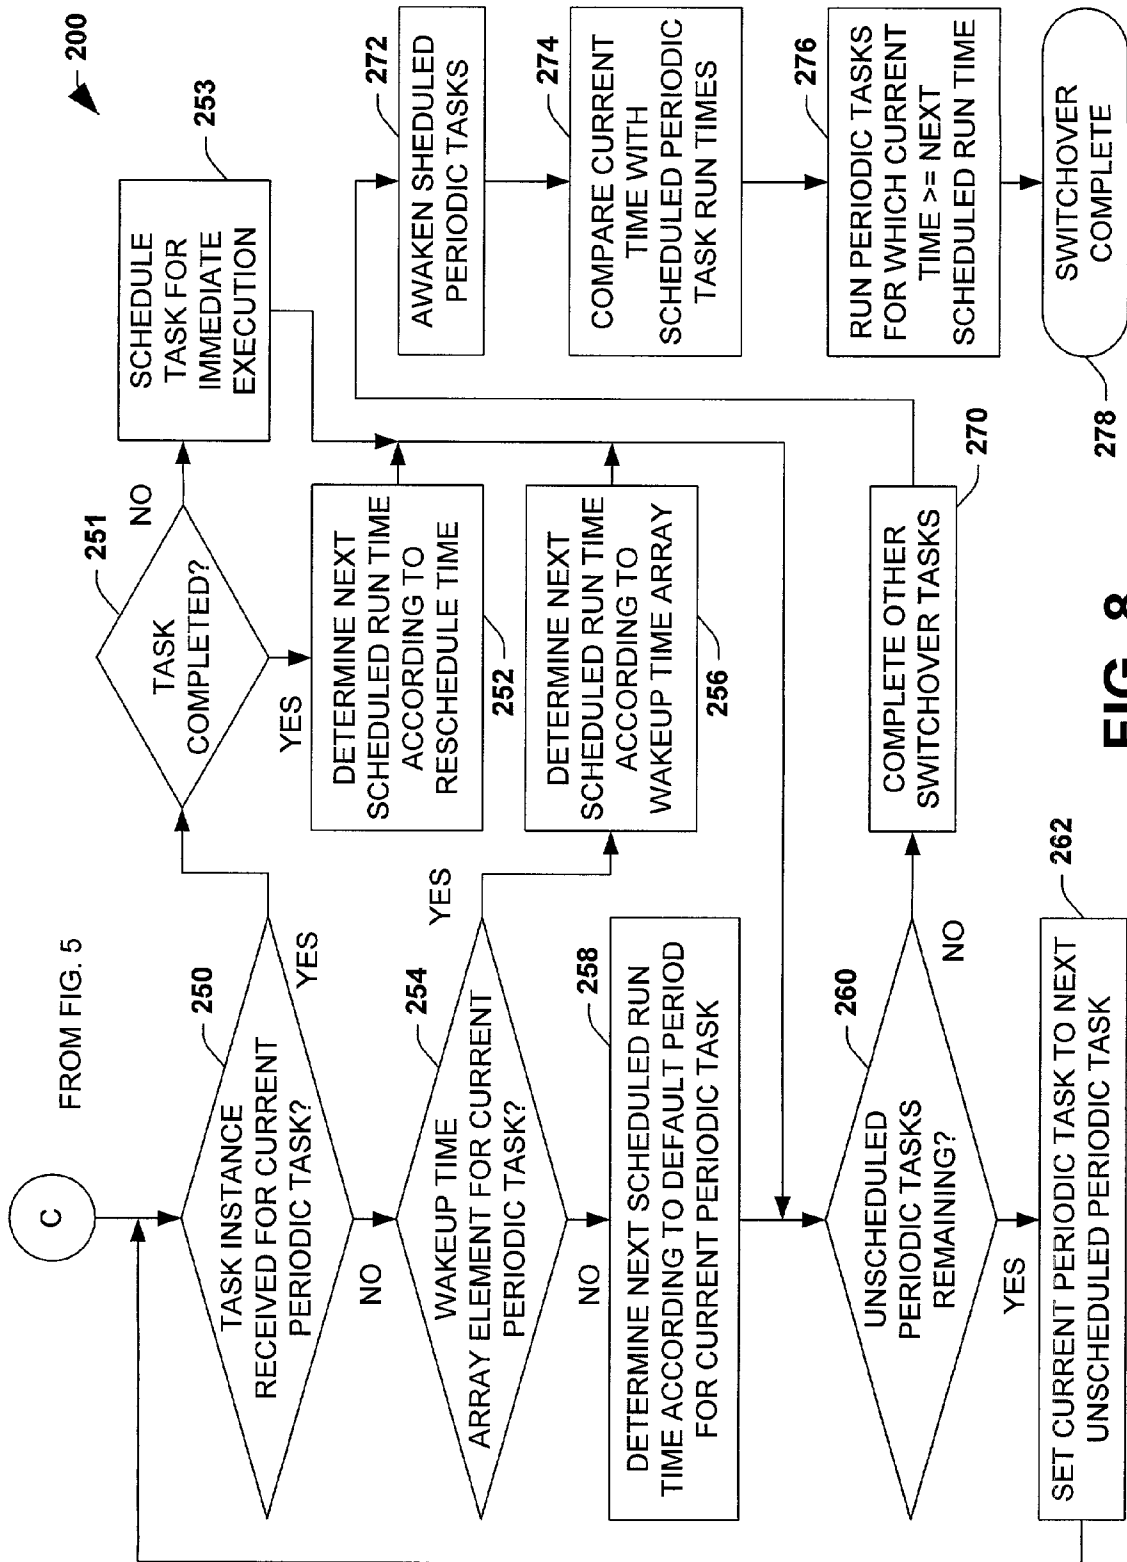 FROM FIG. 5
C
200
250
TASK INSTANCE
RECEIVED FOR CURRENT
PERIODIC TASK?
YES
NO
251
TASK
COMPLETED?
NO
YES
253
SCHEDULE
TASK FOR
IMMEDIATE
EXECUTION
252
DETERMINE NEXT
SCHEDULED RUN TIME
ACCORDING TO
RESCHEDULE TIME
254
WAKEUP TIME
ARRAY ELEMENT FOR CURRENT
PERIODIC TASK?
YES
NO
256
DETERMINE NEXT
SCHEDULED RUN TIME
ACCORDING TO
WAKEUP TIME ARRAY
258
DETERMINE NEXT SCHEDULED RUN
TIME ACCORDING TO DEFAULT PERIOD
FOR CURRENT PERIODIC TASK
260
UNSCHEDULED
PERIODIC TASKS
REMAINING?
NO
YES
262
SET CURRENT PERIODIC TASK TO NEXT
UNSCHEDULED PERIODIC TASK
270
COMPLETE OTHER
SWITCHOVER TASKS
272
AWAKEN SHEDULED
PERIODIC TASKS
274
COMPARE CURRENT
TIME WITH
SCHEDULED PERIODIC
TASK RUN TIMES
276
RUN PERIODIC TASKS
FOR WHICH CURRENT
TIME >= NEXT
SCHEDULED RUN TIME
278
SWITCHOVER
COMPLETE
FIG. 8